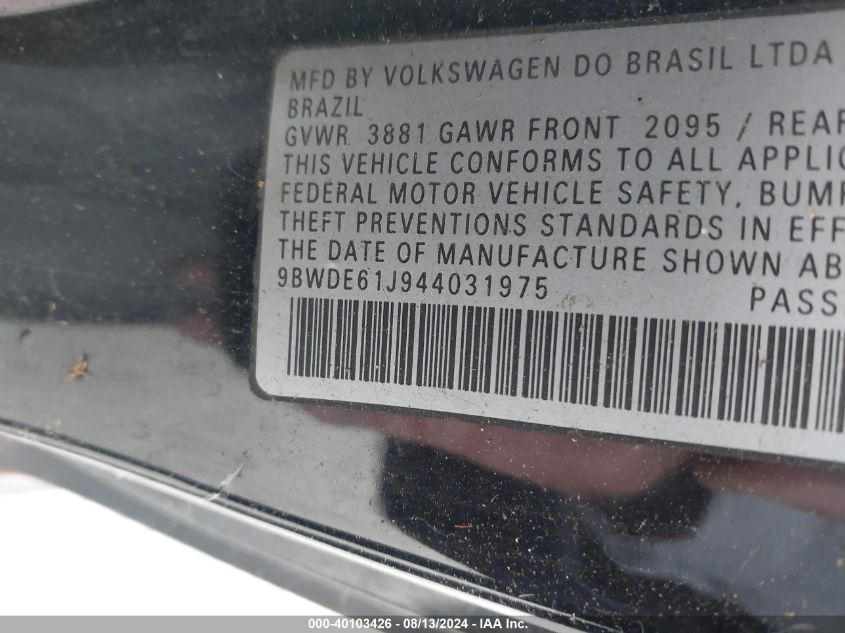 MFD BY VOLKSWAGEN DO BRASIL LTDA
BRAZIL
GVWR 3881 GAWR FRONT 2095 / REAR
THIS VEHICLE CONFORMS TO ALL APPLIC
FEDERAL MOTOR VEHICLE SAFETY, BUMP
THEFT PREVENTIONS STANDARDS IN EFF
THE DATE OF MANUFACTURE SHOWN AB
9BWDE61J944031975 PASS
000-40103426 - 08/13/2024 - IAA Inc.